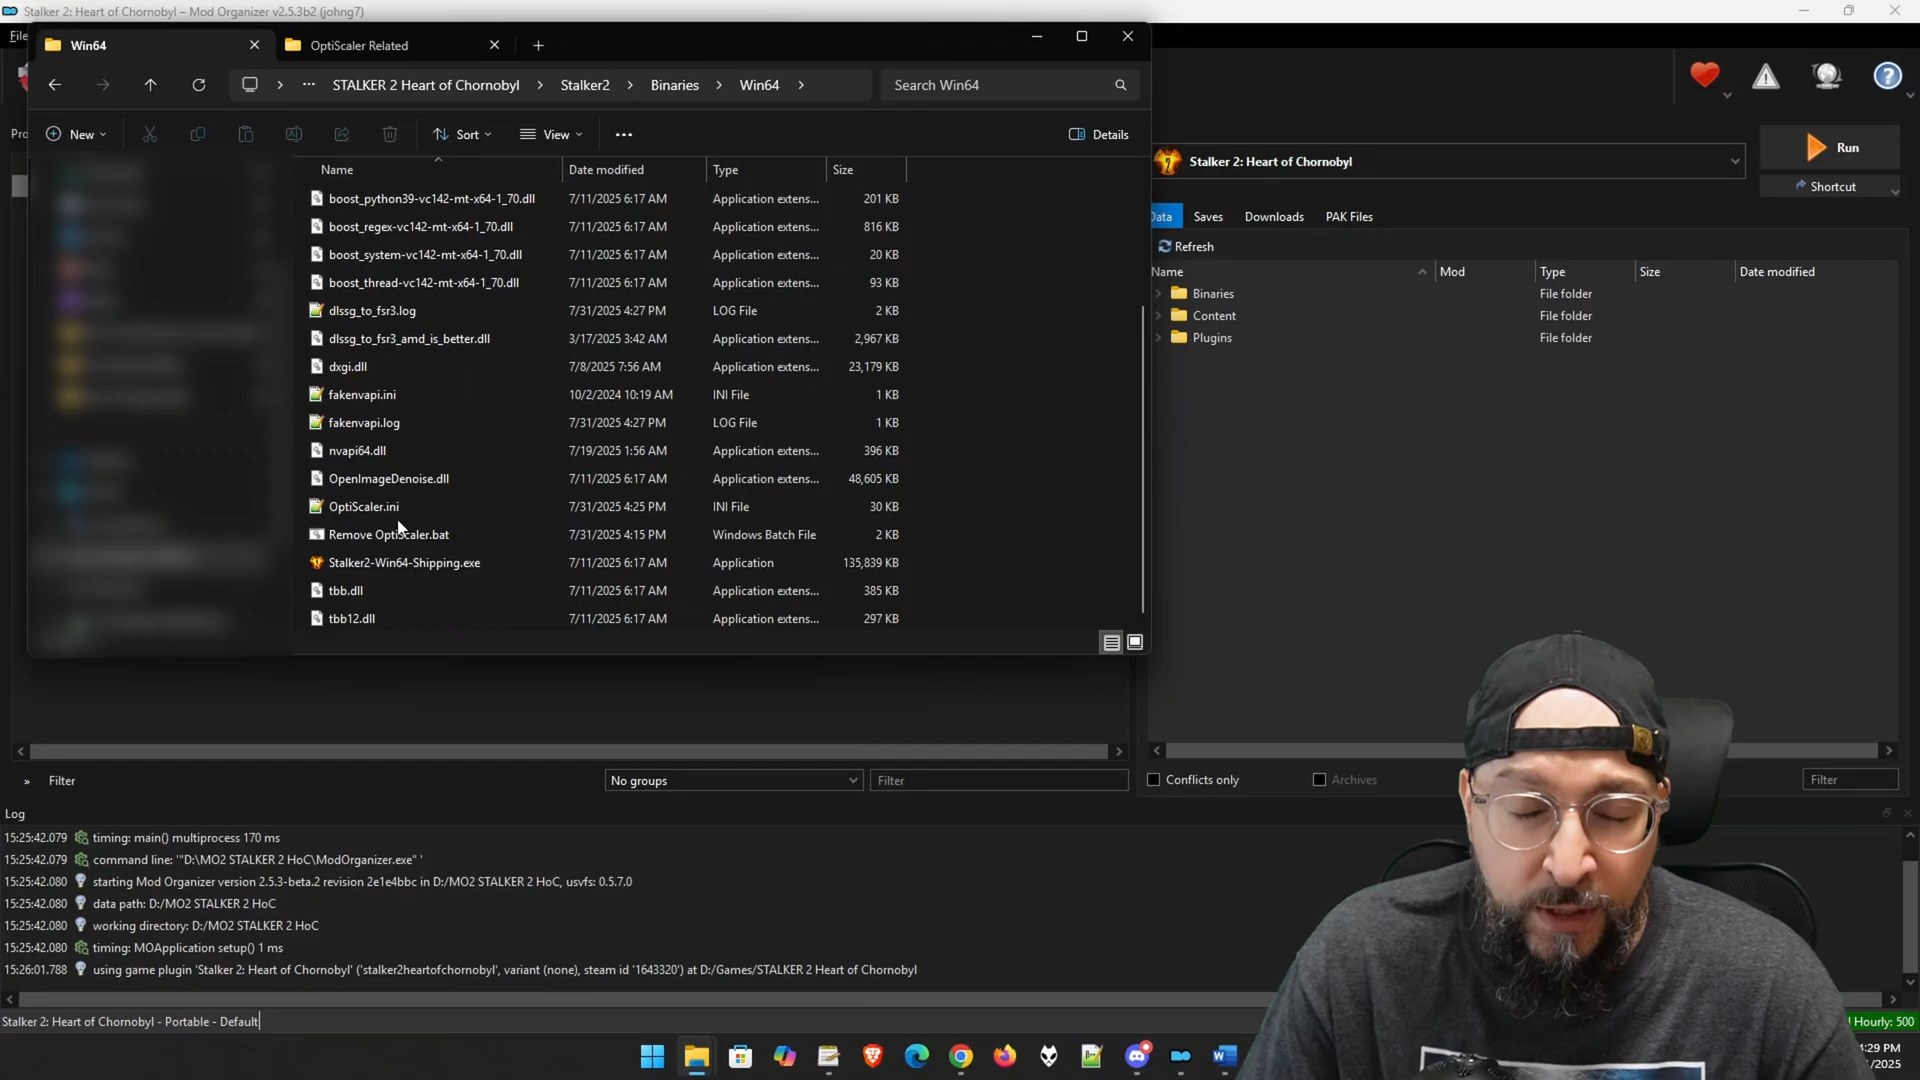 Stalker 2: Heart of Chornobyl – Mod Organizer v2.5.3b2 (johng7)
Win64
OptiScaler Related
STALKER 2 Heart of Chornobyl > Stalker2 > Binaries > Win64 >
Search Win64
New
Sort
View
Details
Name Date modified Type Size
boost_python39-vc142-mt-x64-1_70.dll 7/11/2025 6:17 AM Application extens... 201 KB
boost_regex-vc142-mt-x64-1_70.dll 7/11/2025 6:17 AM Application extens... 816 KB
boost_system-vc142-mt-x64-1_70.dll 7/11/2025 6:17 AM Application extens... 20 KB
boost_thread-vc142-mt-x64-1_70.dll 7/11/2025 6:17 AM Application extens... 93 KB
dlssg_to_fsr3.log 7/31/2025 4:27 PM LOG File 2 KB
dlssg_to_fsr3_amd_is_better.dll 3/17/2025 3:42 AM Application extens... 2,967 KB
dxgi.dll 7/8/2025 7:56 AM Application extens... 23,179 KB
fakenvapi.ini 10/2/2024 10:19 AM INI File 1 KB
fakenvapi.log 7/31/2025 4:27 PM LOG File 1 KB
nvapi64.dll 7/19/2025 1:56 AM Application extens... 396 KB
OpenImageDenoise.dll 7/11/2025 6:17 AM Application extens... 48,605 KB
OptiScaler.ini 7/31/2025 4:25 PM INI File 30 KB
Remove OptiScaler.bat 7/31/2025 4:15 PM Windows Batch File 2 KB
Stalker2-Win64-Shipping.exe 7/11/2025 6:17 AM Application 135,839 KB
tbb.dll 7/11/2025 6:17 AM Application extens... 385 KB
tbb12.dll 7/11/2025 6:17 AM Application extens... 297 KB
Stalker 2: Heart of Chornobyl
Run
Shortcut
Data Saves Downloads PAK Files
Refresh
Name Mod Type Size Date modified
Binaries File folder
Content File folder
Plugins File folder
Filter
No groups
Filter
Conflicts only
Archives
Filter
Log
15:25:42.079 timing: main() multiprocess 170 ms
15:25:42.079 command line: '"D:\MO2 STALKER 2 HoC\ModOrganizer.exe" '
15:25:42.080 starting Mod Organizer version 2.5.3-beta.2 revision 2e1e4bbc in D:/MO2 STALKER 2 HoC, usvfs: 0.5.7.0
15:25:42.080 data path: D:/MO2 STALKER 2 HoC
15:25:42.080 working directory: D:/MO2 STALKER 2 HoC
15:25:42.080 timing: MOApplication setup() 1 ms
15:26:01.788 using game plugin 'Stalker 2: Heart of Chornobyl' ('stalker2heartofchornobyl', variant (none), steam id '1643320') at D:/Games/STALKER 2 Heart of Chornobyl
Stalker 2: Heart of Chornobyl - Portable - Default
Hourly: 500
:29 PM
/2025